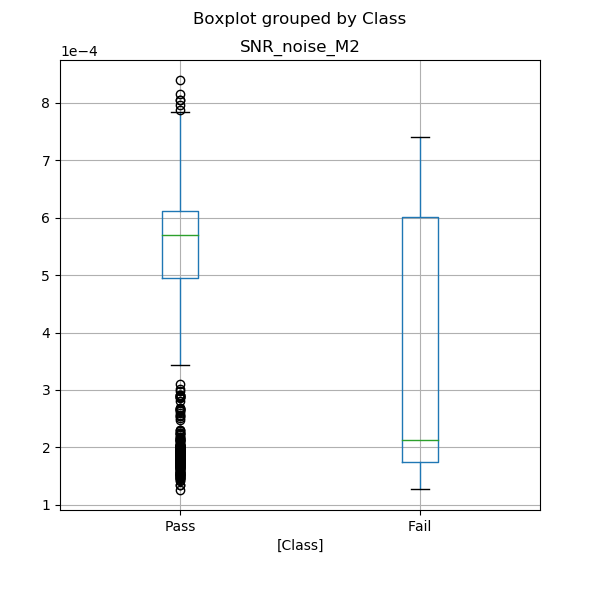 Boxplot grouped by Class
SNR_noise_M2
1e−4
8
7
6
5
4
3
2
1
Pass
Fail
[Class]